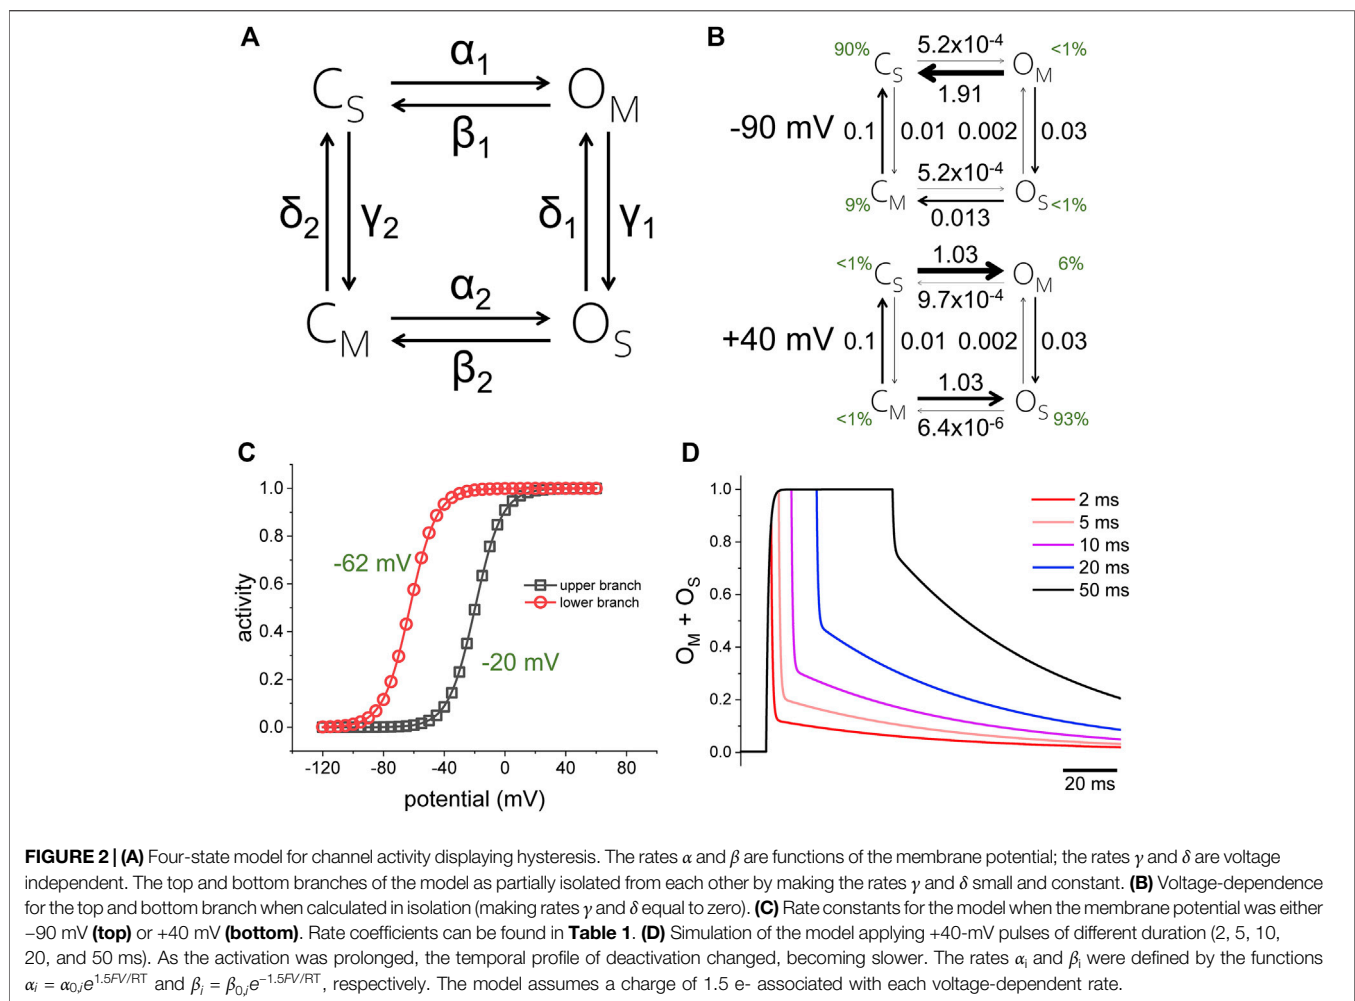 A
C_S
α₁
β₁
O_M
δ₂
γ₂
δ₁
γ₁
C_M
α₂
β₂
O_S
B
90%
C_S
5.2x10⁻⁴
1.91
O_M
<1%
-90 mV
0.1
0.01
0.002
0.03
9%
C_M
5.2x10⁻⁴
0.013
O_S
<1%
<1%
C_S
1.03
9.7x10⁻⁴
O_M
6%
+40 mV
0.1
0.01
0.002
0.03
<1%
C_M
1.03
6.4x10⁻⁶
O_S
93%
C
activity
1.0
0.8
0.6
0.4
0.2
0.0
-62 mV
-20 mV
upper branch
lower branch
-120
-80
-40
0
40
80
potential (mV)
D
O_M + O_S
1.0
0.8
0.6
0.4
0.2
0.0
2 ms
5 ms
10 ms
20 ms
50 ms
20 ms
FIGURE 2 | (A) Four-state model for channel activity displaying hysteresis. The rates α and β are functions of the membrane potential; the rates γ and δ are voltage
independent. The top and bottom branches of the model as partially isolated from each other by making the rates γ and δ small and constant. (B) Voltage-dependence
for the top and bottom branch when calculated in isolation (making rates γ and δ equal to zero). (C) Rate constants for the model when the membrane potential was either
−90 mV (top) or +40 mV (bottom). Rate coefficients can be found in Table 1. (D) Simulation of the model applying +40-mV pulses of different duration (2, 5, 10,
20, and 50 ms). As the activation was prolonged, the temporal profile of deactivation changed, becoming slower. The rates αᵢ and βᵢ were defined by the functions
αᵢ = α₀,ᵢe^1.5FV/RT and βᵢ = β₀,ᵢe^−1.5FV/RT, respectively. The model assumes a charge of 1.5 e- associated with each voltage-dependent rate.